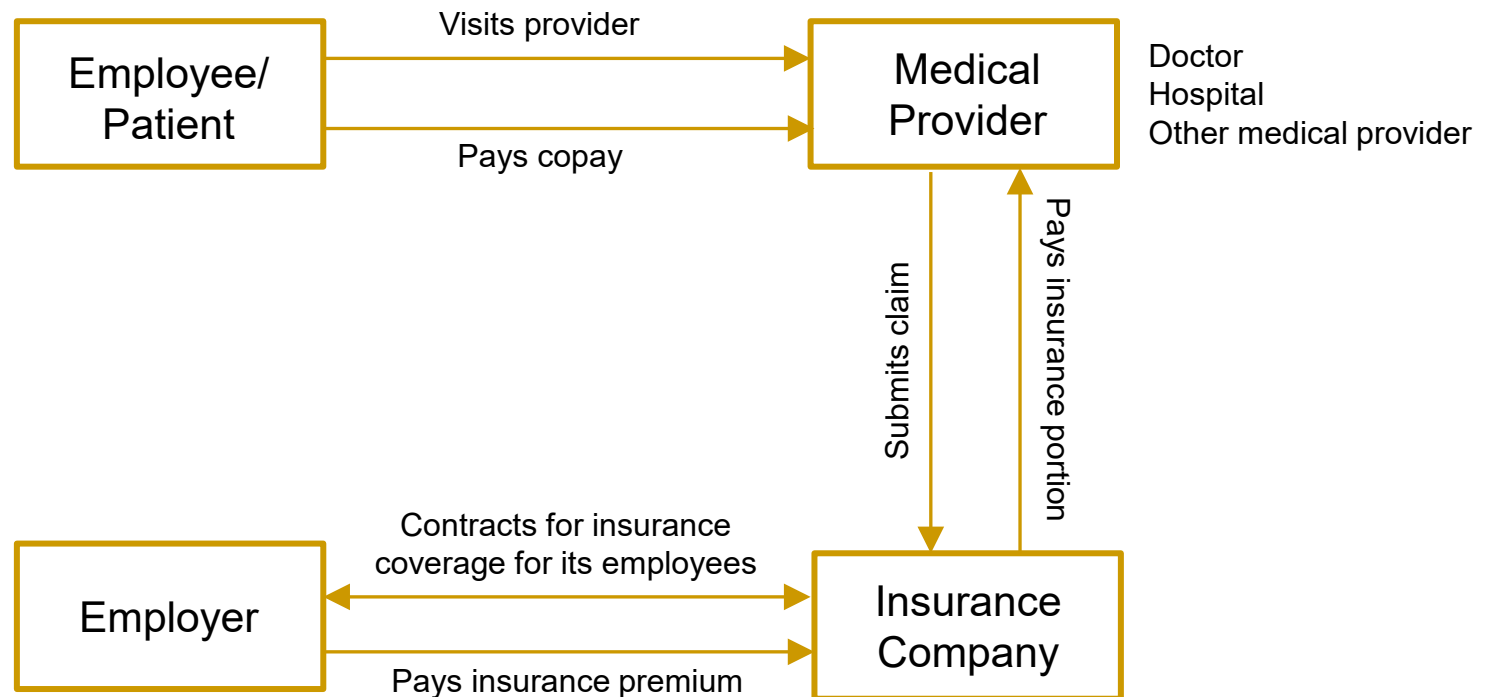 Visits provider
Employee/
Patient
Medical
Provider
Doctor
Hospital
Other medical provider
Pays copay
Submits claim
Pays insurance portion
Contracts for insurance
coverage for its employees
Employer
Insurance
Company
Pays insurance premium